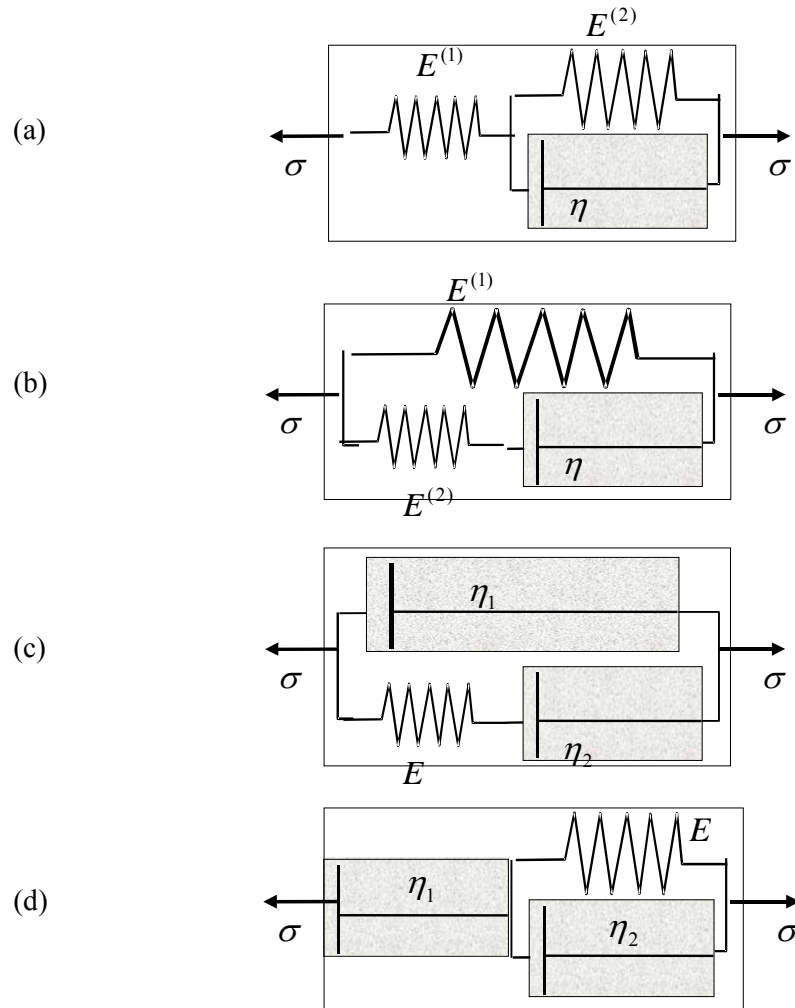 E^{(2)}
E^{(1)}
(a)
σ σ
η
E^{(1)}
(b)
σ σ
η
E^{(2)}
η_1
(c)
σ σ
η_2
E
E
η_1
(d)
η_2
σ σ